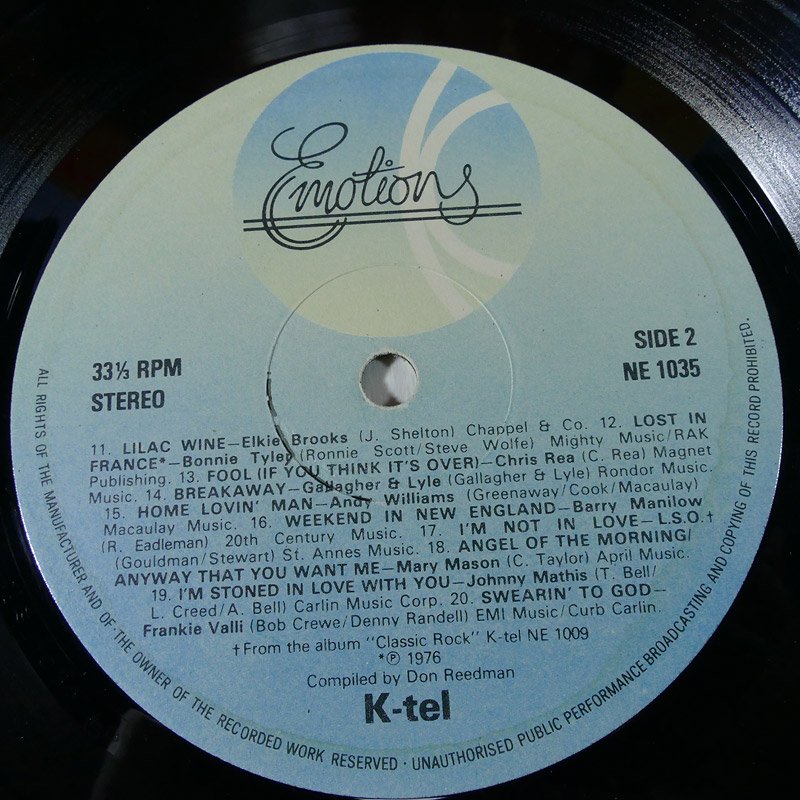 Emotions
33⅓ RPM
STEREO
SIDE 2
NE 1035
11. LILAC WINE—Elkie Brooks (J. Shelton) Chappel & Co. 12. LOST IN
FRANCE*—Bonnie Tyler (Ronnie Scott/Steve Wolfe) Mighty Music/RAK
Publishing. 13. FOOL (IF YOU THINK IT'S OVER)—Chris Rea (C. Rea) Magnet
Music. 14. BREAKAWAY—Gallagher & Lyle (Gallagher & Lyle) Rondor Music.
15. HOME LOVIN' MAN—Andy Williams (Greenaway/Cook/Macaulay)
Macaulay Music. 16. WEEKEND IN NEW ENGLAND—Barry Manilow
(R. Eadleman) 20th Century Music. 17. I'M NOT IN LOVE—L.S.O.†
(Gouldman/Stewart) St. Annes Music. 18. ANGEL OF THE MORNING/
ANYWAY THAT YOU WANT ME—Mary Mason (C. Taylor) April Music.
19. I'M STONED IN LOVE WITH YOU—Johnny Mathis (T. Bell/
L. Creed/A. Bell) Carlin Music Corp. 20. SWEARIN' TO GOD—
Frankie Valli (Bob Crewe/Denny Randell) EMI Music/Curb Carlin.
†From the album "Classic Rock" K-tel NE 1009
*℗ 1976
Compiled by Don Reedman
K-tel
ALL RIGHTS OF THE MANUFACTURER AND OF THE OWNER OF THE RECORDED WORK RESERVED · UNAUTHORISED PUBLIC PERFORMANCE BROADCASTING AND COPYING OF THIS RECORD PROHIBITED.